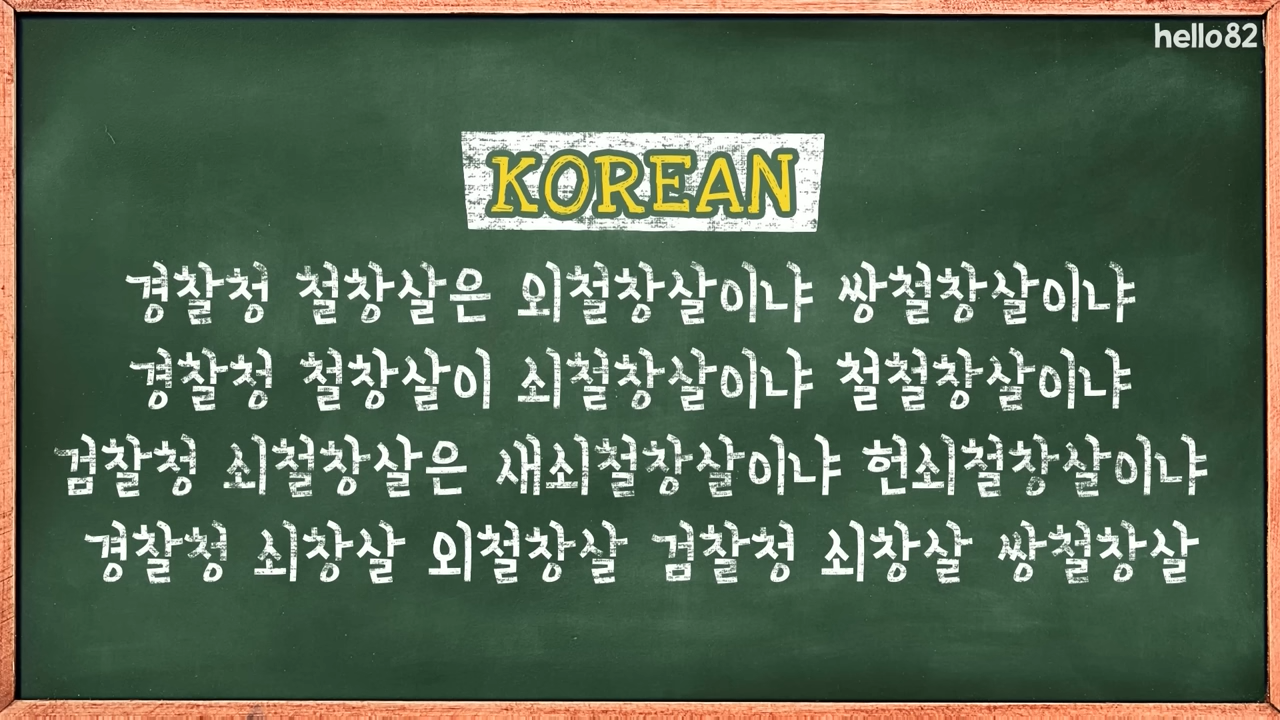 hello82
KOREAN
경찰청 철창살은 외철창살이냐 쌍철창살이냐
경찰청 철창살이 쇠철창살이냐 철철창살이냐
검찰청 쇠철창살은 새쇠철창살이냐 헌쇠철창살이냐
경찰청 쇠창살 외철창살 검찰청 쇠창살 쌍철창살